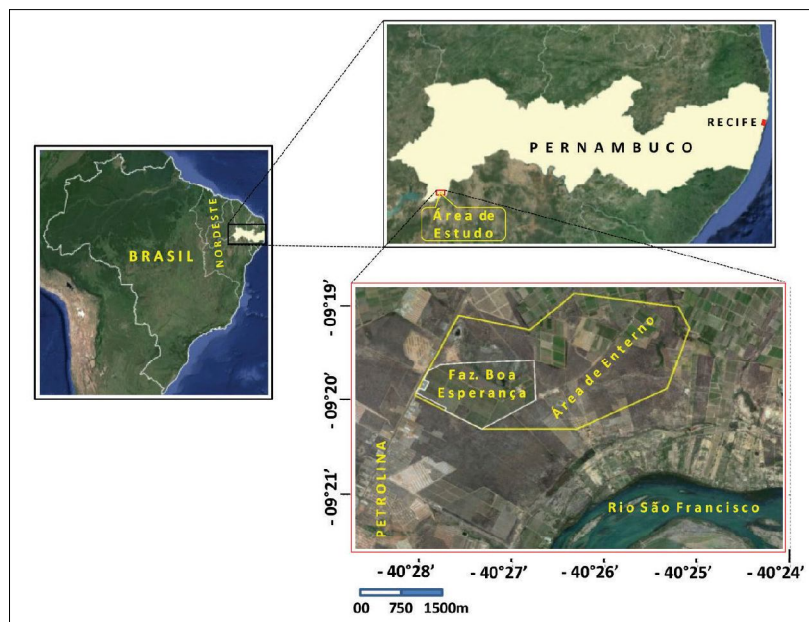 BRASIL
NORDESTE
PERNAMBUCO
RECIFE
Área de
Estudo
- 09°19'
- 09°20'
- 09°21'
Faz. Boa
Esperança
Área de Enterno
PETROLINA
Rio São Francisco
- 40°28' - 40°27' - 40°26' - 40°25' - 40°24'
00 750 1500m